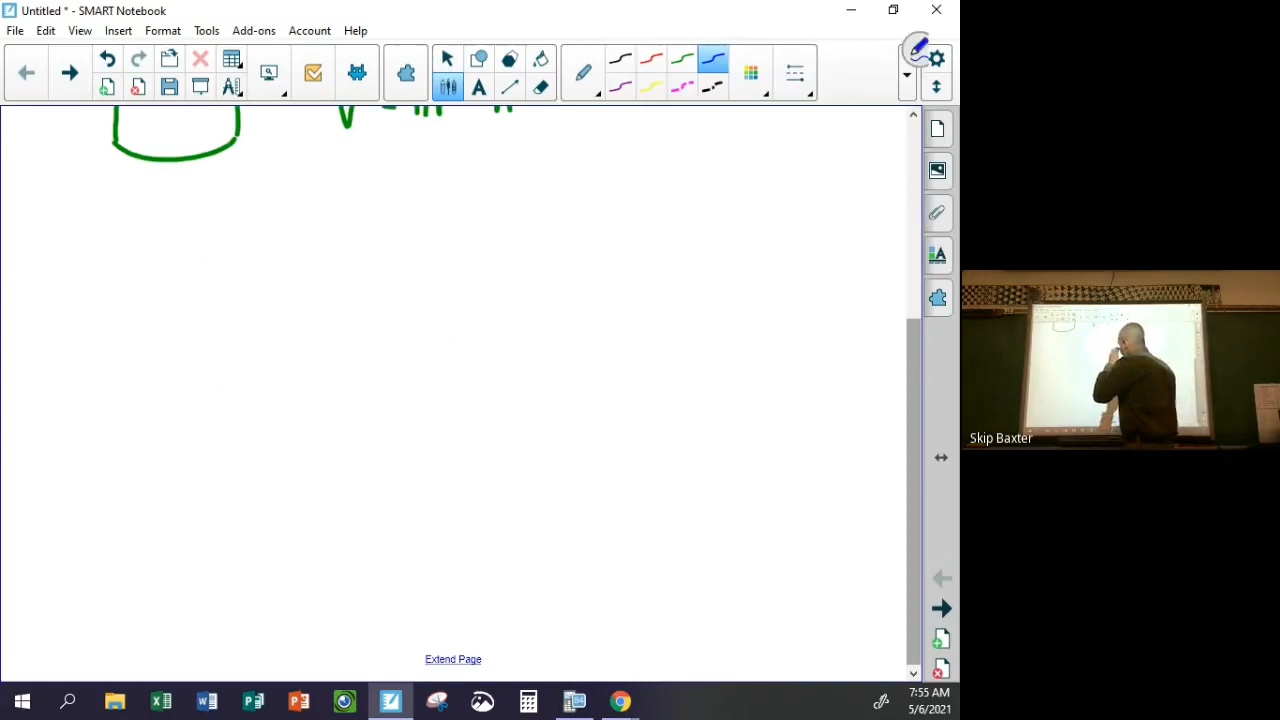 Untitled * - SMART Notebook
File Edit View Insert Format Tools Add-ons Account Help
Extend Page
Skip Baxter
7:55 AM
5/6/2021